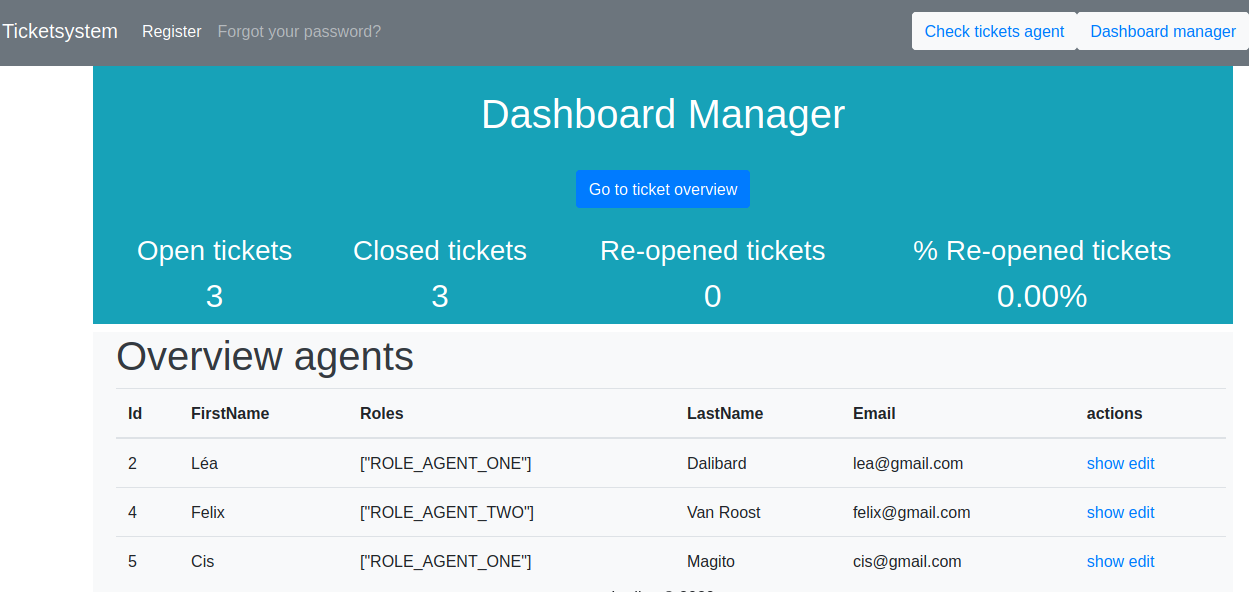 Ticketsystem Register Forgot your password? Check tickets agent Dashboard manager
Dashboard Manager
Go to ticket overview
Open tickets Closed tickets Re-opened tickets % Re-opened tickets
3 3 0 0.00%
Overview agents
Id FirstName Roles LastName Email actions
2 Léa ["ROLE_AGENT_ONE"] Dalibard lea@gmail.com show edit
4 Felix ["ROLE_AGENT_TWO"] Van Roost felix@gmail.com show edit
5 Cis ["ROLE_AGENT_ONE"] Magito cis@gmail.com show edit